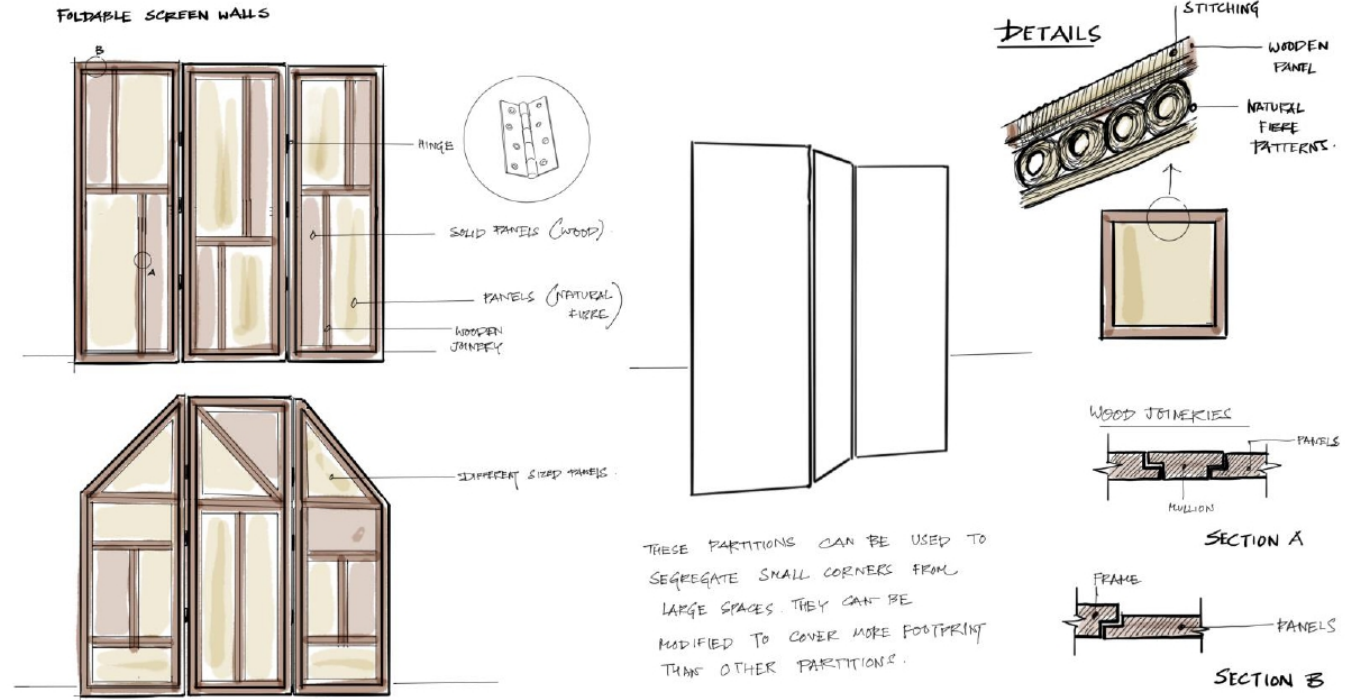 FOLDABLE SCREEN WALLS
B
HINGE
SOLID PANELS (WOOD)
A
PANELS (NATURAL
FIBRE)
WOODEN
JOINERY
DIFFERENT SIZED PANELS.
THESE PARTITIONS CAN BE USED TO
SEGREGATE SMALL CORNERS FROM
LARGE SPACES. THEY CAN BE
MODIFIED TO COVER MORE FOOTPRINT
THAN OTHER PARTITIONS.
DETAILS
STITCHING
WOODEN
PANEL
NATURAL
FIBRE
PATTERNS.
WOOD JOINERIES
PANELS
MULLION
SECTION A
FRAME
PANELS
SECTION B